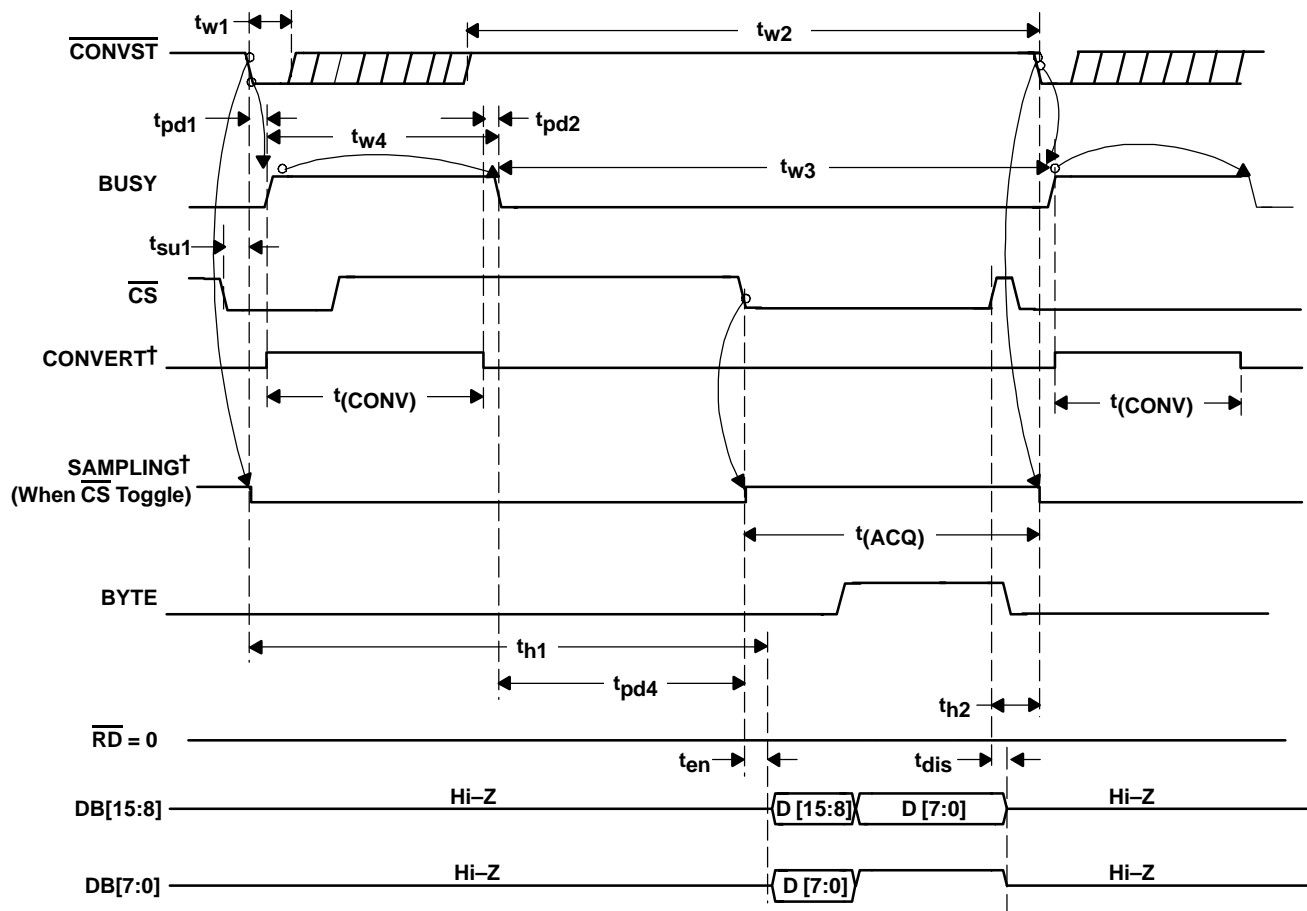 tw1
tw2
CONVST
tpd1
tw4
tpd2
tw3
BUSY
tsu1
CS
CONVERT†
t(CONV)
t(CONV)
SAMPLING†
(When CS Toggle)
t(ACQ)
BYTE
th1
tpd4
th2
RD = 0
ten
tdis
DB[15:8]
Hi–Z
D [15:8]
D [7:0]
Hi–Z
DB[7:0]
Hi–Z
D [7:0]
Hi–Z